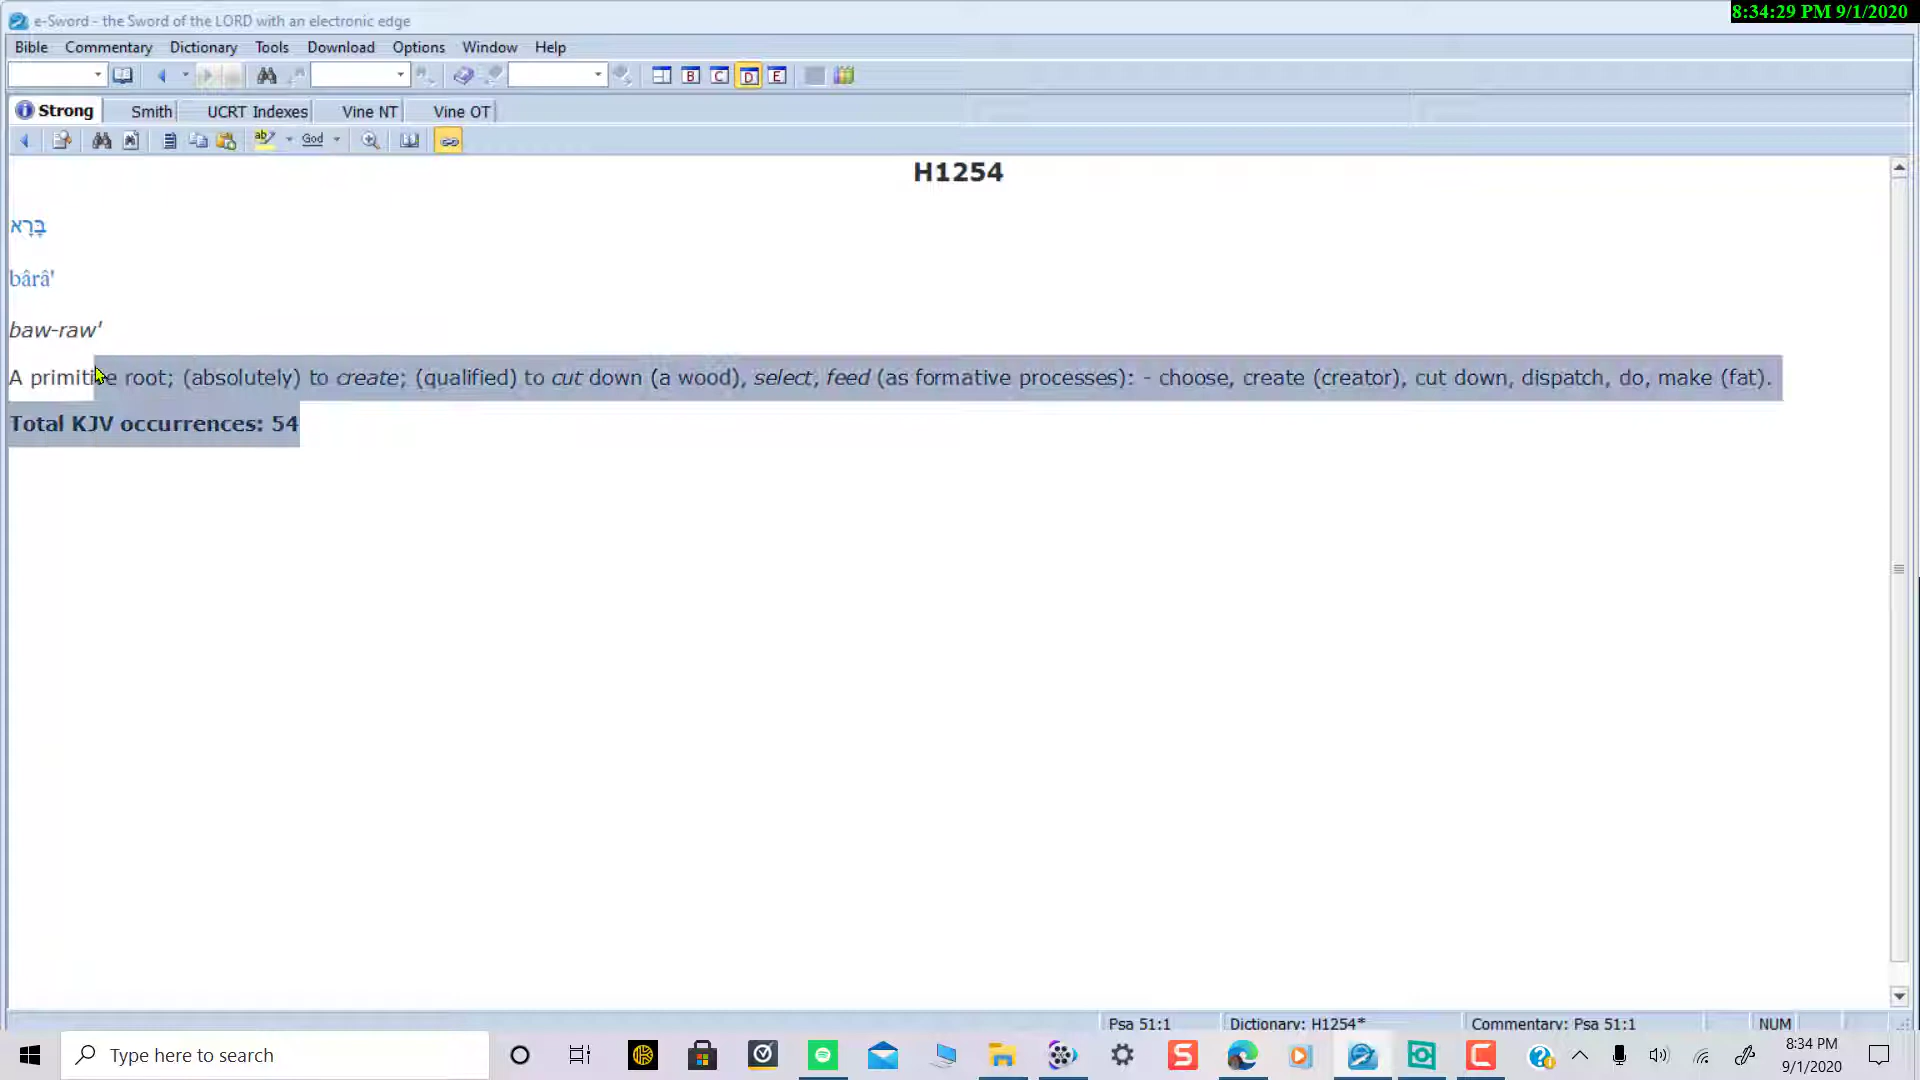 8:34:29 PM 9/1/2020
e-Sword - the Sword of the LORD with an electronic edge
Bible Commentary Dictionary Tools Download Options Window Help
B C D E
Strong Smith UCRT Indexes Vine NT Vine OT
ab God
H1254
בָּרָא
bârâ'
baw-raw'
A primitive root; (absolutely) to create; (qualified) to cut down (a wood), select, feed (as formative processes): - choose, create (creator), cut down, dispatch, do, make (fat).
Total KJV occurrences: 54
Psa 51:1 Dictionary: H1254* Commentary: Psa 51:1 NUM
Type here to search
8:34 PM
9/1/2020